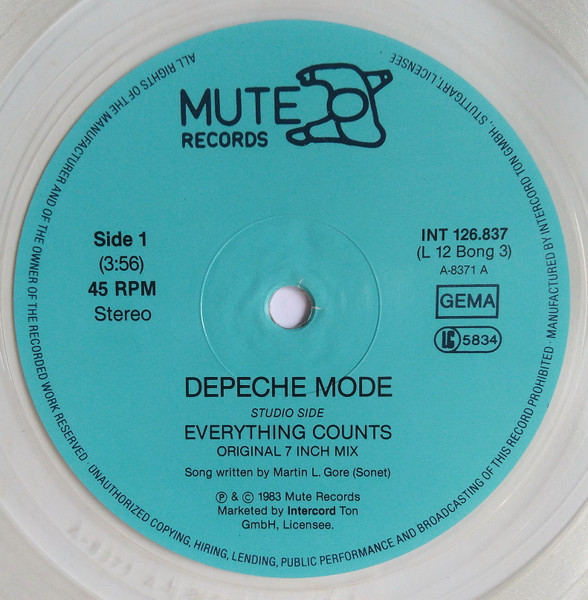 MUTE
RECORDS
Side 1
(3:56)
45 RPM
Stereo
INT 126.837
(L 12 Bong 3)
A-8371 A
GEMA
LC 5834
DEPECHE MODE
STUDIO SIDE
EVERYTHING COUNTS
ORIGINAL 7 INCH MIX
Song written by Martin L. Gore (Sonet)
Ⓟ & © 1983 Mute Records
Marketed by Intercord Ton
GmbH, Licensee.
ALL RIGHTS OF THE MANUFACTURER AND OF THE OWNER OF THE RECORDED WORK RESERVED · UNAUTHORIZED COPYING, HIRING, LENDING, PUBLIC PERFORMANCE AND BROADCASTING OF THIS RECORD PROHIBITED · MANUFACTURED BY INTERCORD TON GMBH., STUTTGART, LICENSEE